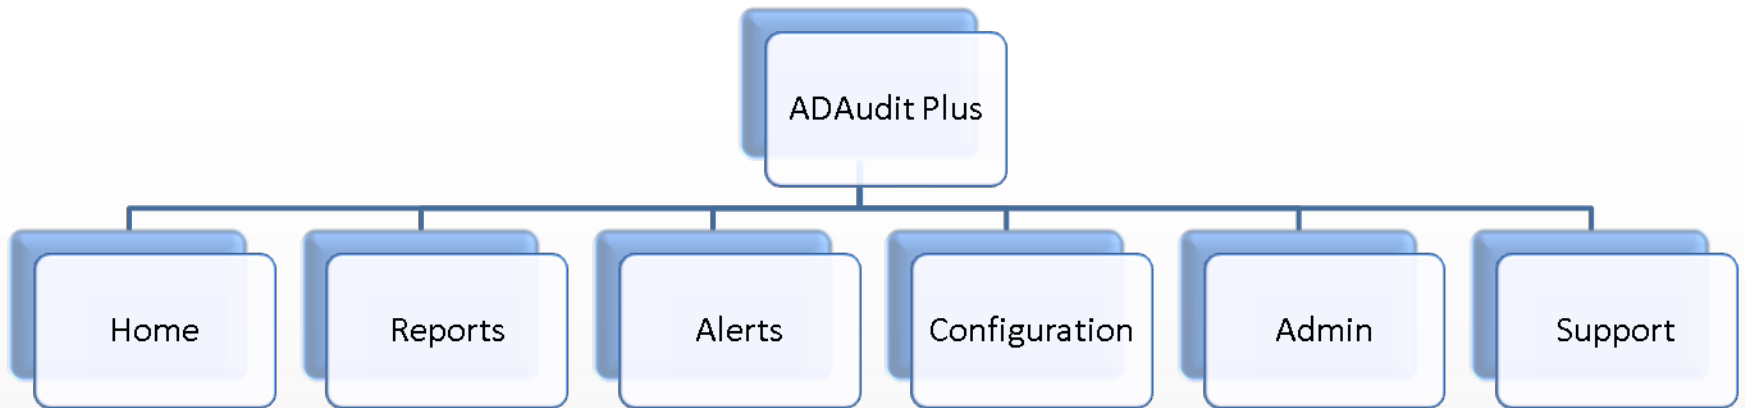 ADAudit Plus
Home
Reports
Alerts
Configuration
Admin
Support